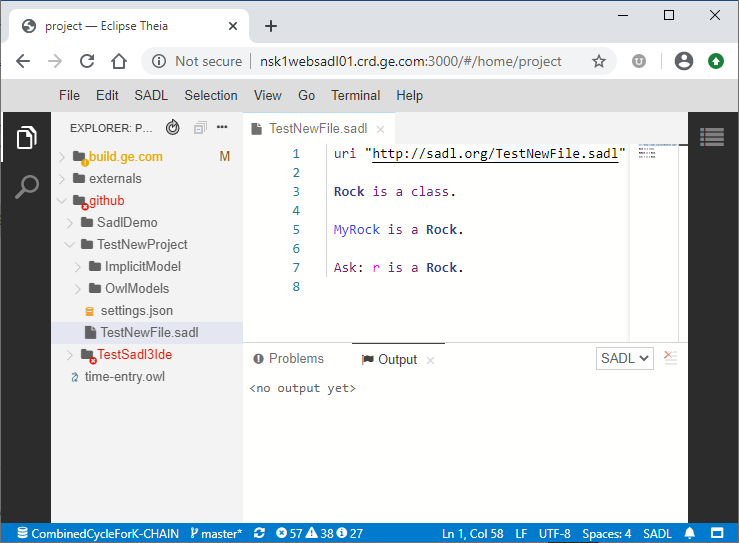 project — Eclipse Theia
Not secure | nsk1websadl01.crd.ge.com:3000/#/home/project
File Edit SADL Selection View Go Terminal Help
EXPLORER: P...
TestNewFile.sadl
build.ge.com M
externals
github
SadlDemo
TestNewProject
ImplicitModel
OwlModels
settings.json
TestNewFile.sadl
TestSadl3Ide
time-entry.owl
1 uri "http://sadl.org/TestNewFile.sadl"
2
3 Rock is a class.
4
5 MyRock is a Rock.
6
7 Ask: r is a Rock.
8
Problems Output SADL
<no output yet>
CombinedCycleForK-CHAIN master* 57 38 27 Ln 1, Col 58 LF UTF-8 Spaces: 4 SADL